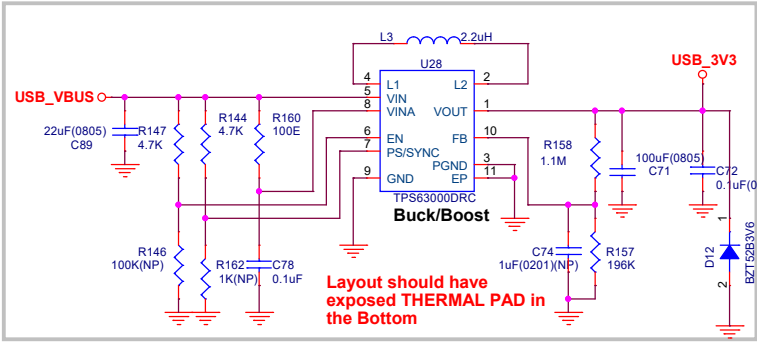 L3 2.2uH
USB_3V3
U28
4 L1 L2 2
USB_VBUS
5 VIN
8 VINA VOUT 1
22uF(0805)
C89
R147
4.7K
R144
4.7K
R160
100E
6 EN FB 10
7 PS/SYNC
PGND 3
9 GND EP 11
TPS63000DRC
Buck/Boost
R158
1.1M
100uF(0805)
C71
C72
0.1uF(0
R146
100K(NP)
R162
1K(NP)
C78
0.1uF
C74
1uF(0201)(NP)
R157
196K
1
D12
BZT52B3V6
2
Layout should have
exposed THERMAL PAD in
the Bottom